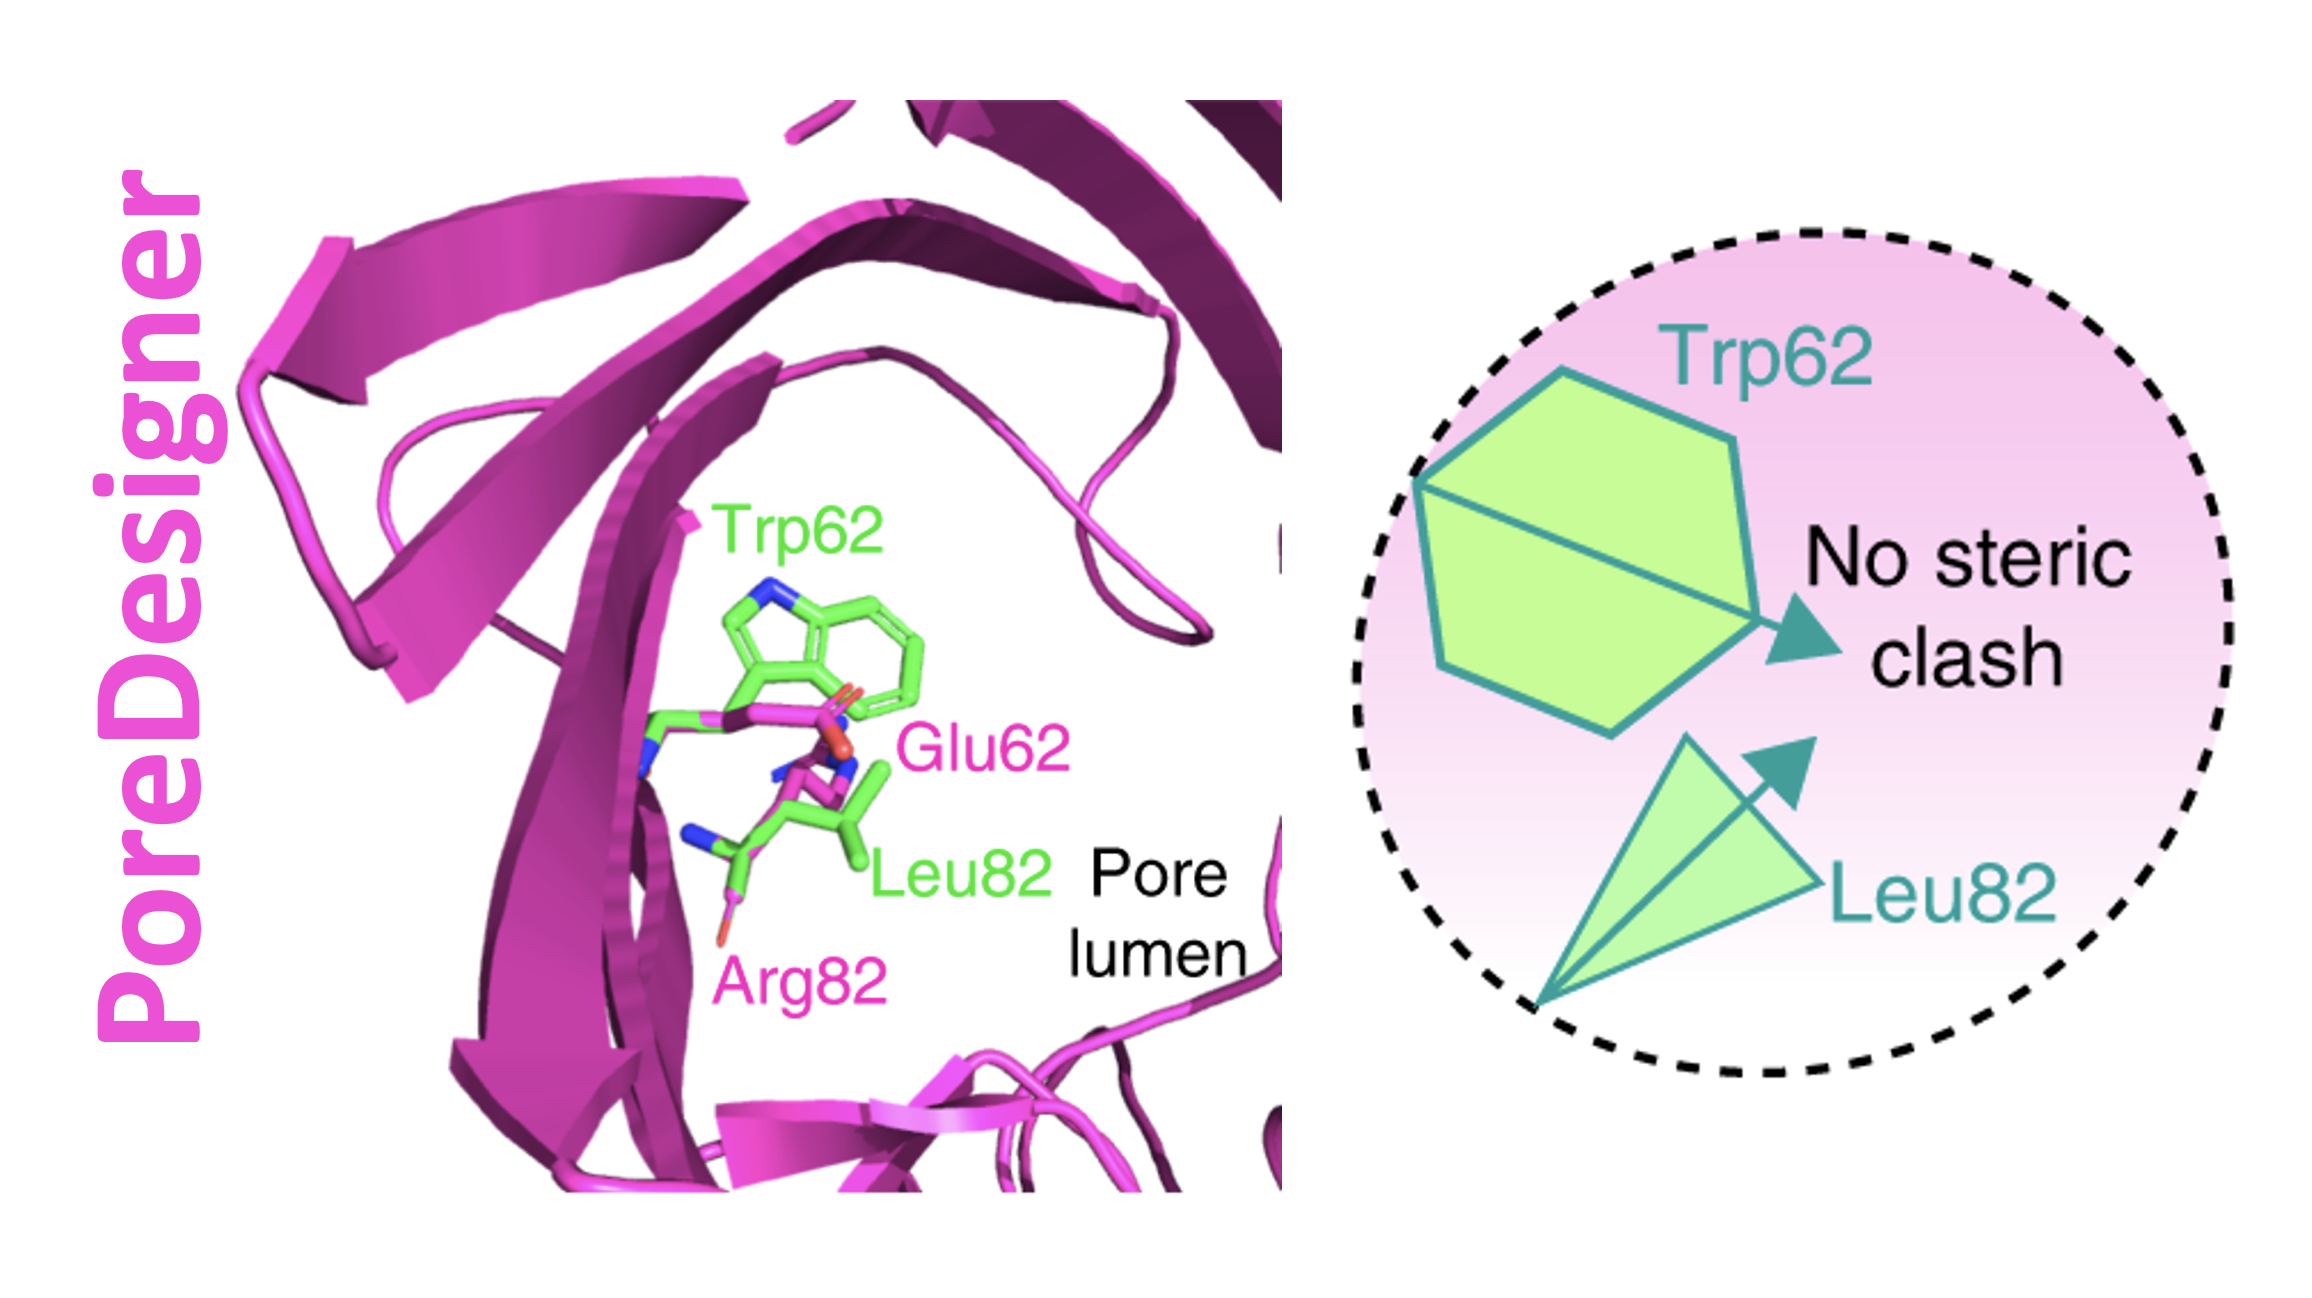 PoreDesigner
Trp62
Glu62
Leu82
Arg82
Pore
lumen
Trp62
No steric
clash
Leu82